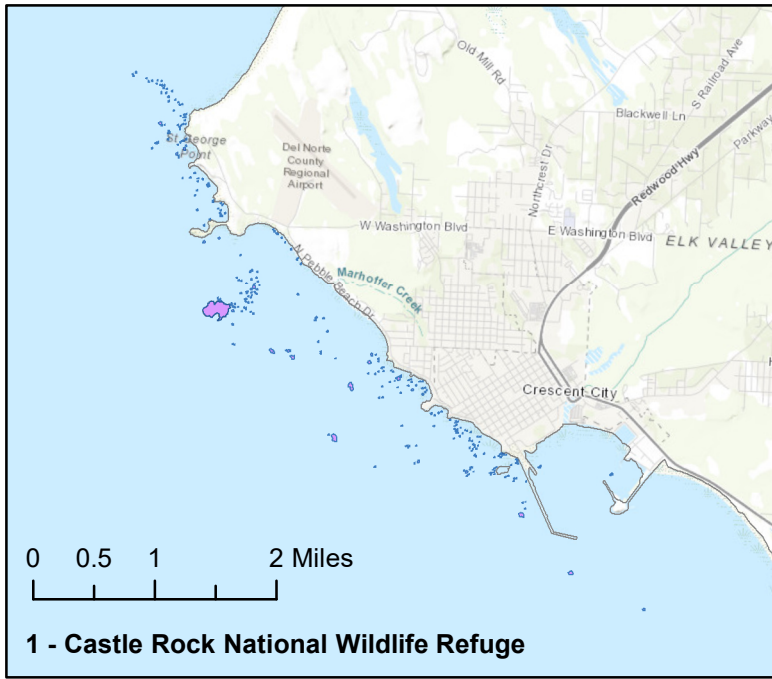 Old Mill Rd
S Railroad Ave
Blackwell Ln
Parkway
St George
Point
Del Norte
County
Regional
Airport
Northcrest Dr
Redwood Hwy
W Washington Blvd
E Washington Blvd
ELK VALLEY
N Pebble Beach Dr
Marhoffer Creek
H
Crescent City
0 0.5 1 2 Miles
1 - Castle Rock National Wildlife Refuge